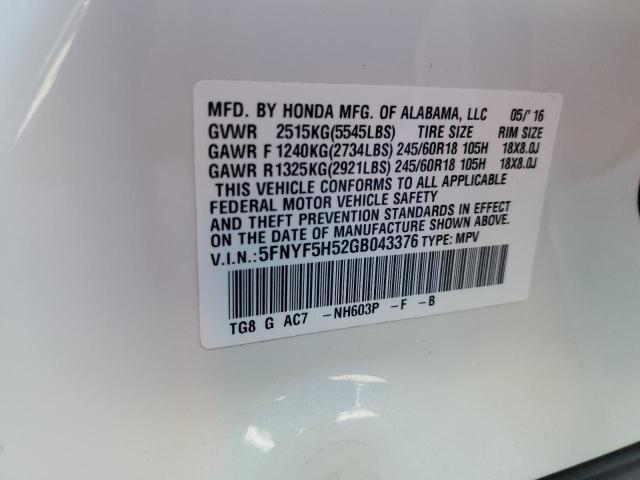 MFD. BY HONDA MFG. OF ALABAMA, LLC 05/'16
GVWR 2515KG(5545LBS) TIRE SIZE RIM SIZE
GAWR F 1240KG(2734LBS) 245/60R18 105H 18X8.0J
GAWR R 1325KG(2921LBS) 245/60R18 105H 18X8.0J
THIS VEHICLE CONFORMS TO ALL APPLICABLE
FEDERAL MOTOR VEHICLE SAFETY
AND THEFT PREVENTION STANDARDS IN EFFECT
ON THE DATE OF MANUFACTURE SHOWN ABOVE.
V.I.N.:5FNYF5H52GB043376 TYPE: MPV
TG8 G AC7 -NH603P -F -B